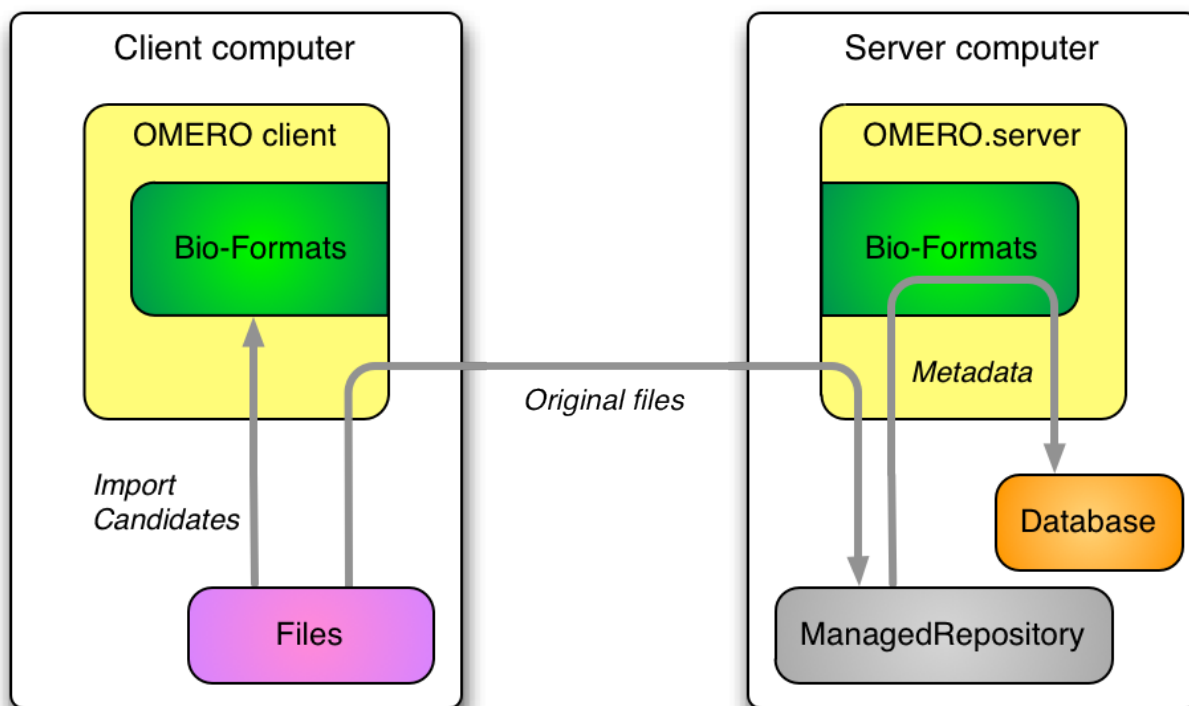 Client computer
OMERO client
Bio-Formats
Import
Candidates
Files
Original files
Server computer
OMERO.server
Bio-Formats
Metadata
Database
ManagedRepository